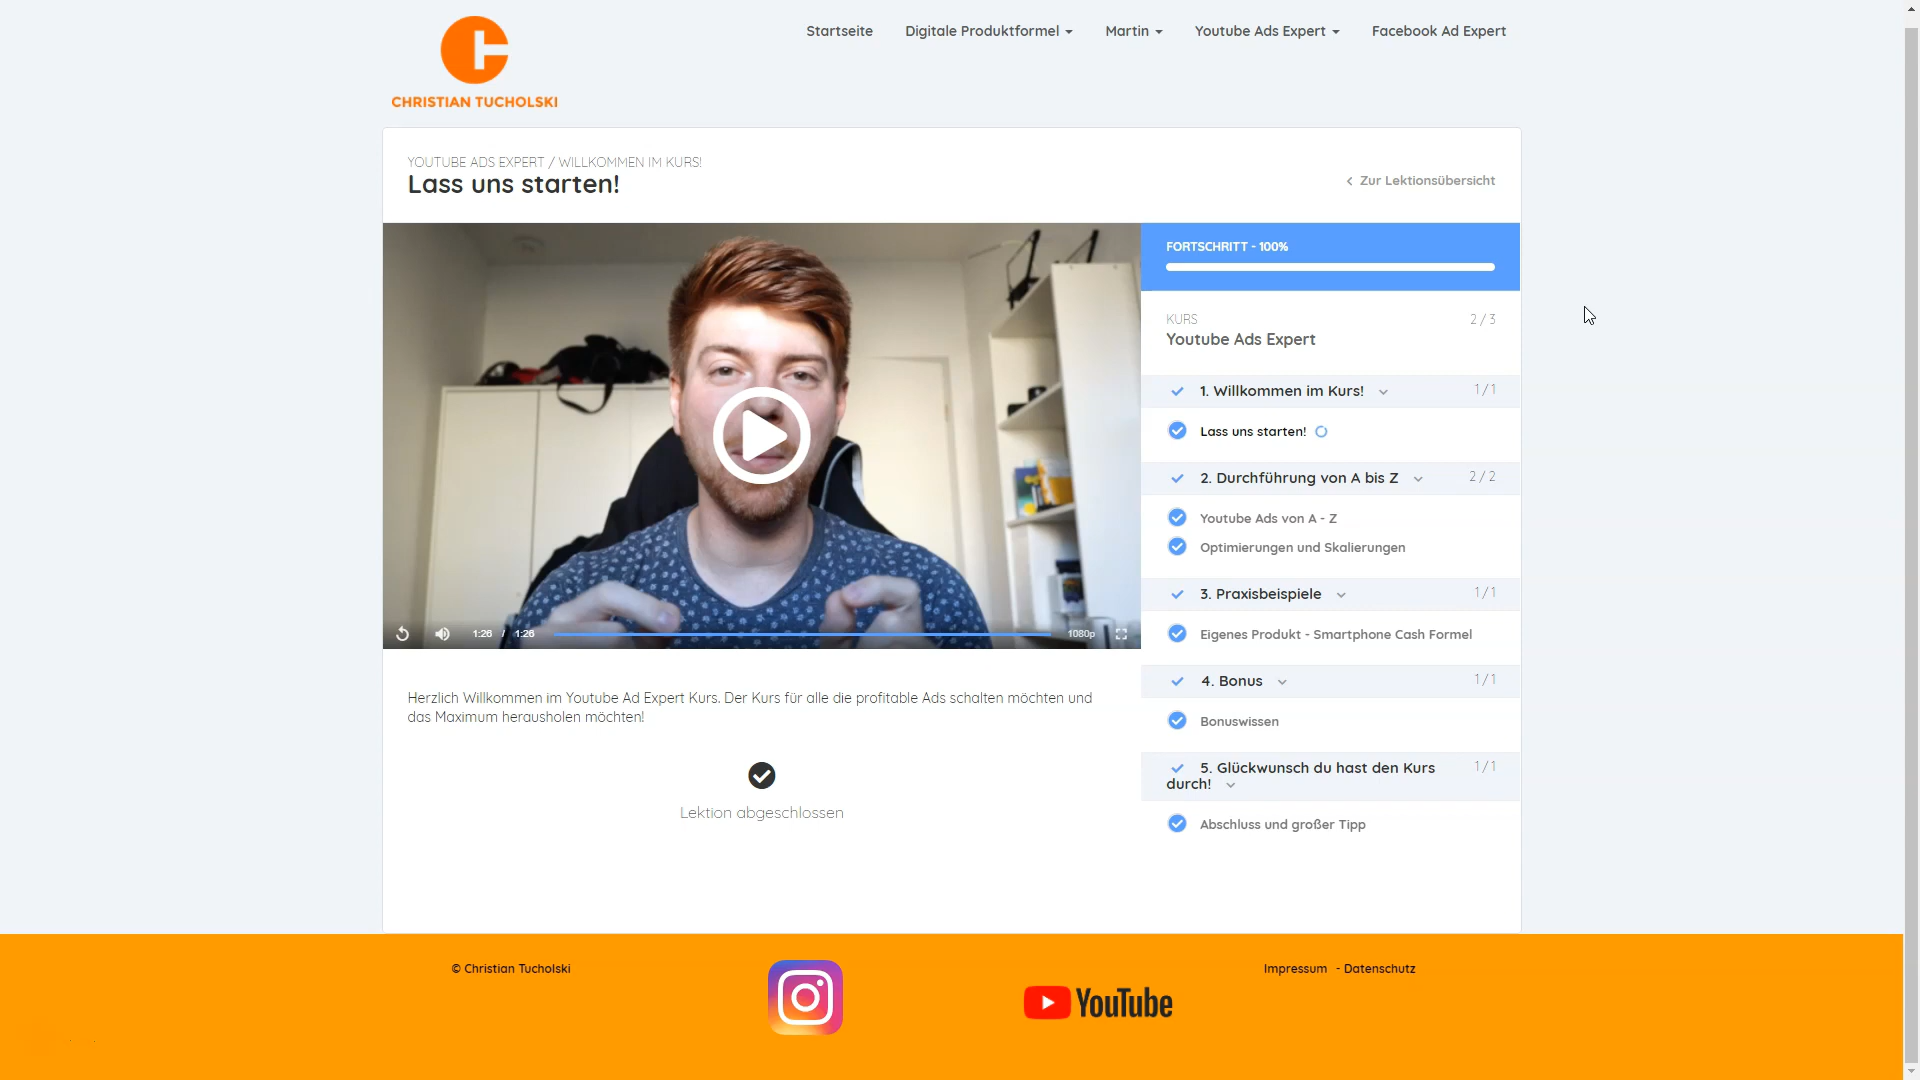 Startseite
Digitale Produktformel
Martin
Youtube Ads Expert
Facebook Ad Expert
CHRISTIAN TUCHOLSKI
YOUTUBE ADS EXPERT / WILLKOMMEN IM KURS!
Lass uns starten!
Zur Lektionsübersicht
FORTSCHRITT - 100%
KURS
2 / 3
Youtube Ads Expert
1. Willkommen im Kurs!
1 / 1
Lass uns starten!
2. Durchführung von A bis Z
2 / 2
Youtube Ads von A - Z
Optimierungen und Skalierungen
3. Praxisbeispiele
1 / 1
Eigenes Produkt - Smartphone Cash Formel
4. Bonus
1 / 1
Bonuswissen
5. Glückwunsch du hast den Kurs
durch!
1 / 1
Abschluss und großer Tipp
1:26 / 1:26
1080p
Herzlich Willkommen im Youtube Ad Expert Kurs. Der Kurs für alle die profitable Ads schalten möchten und
das Maximum herausholen möchten!
Lektion abgeschlossen
© Christian Tucholski
YouTube
Impressum - Datenschutz